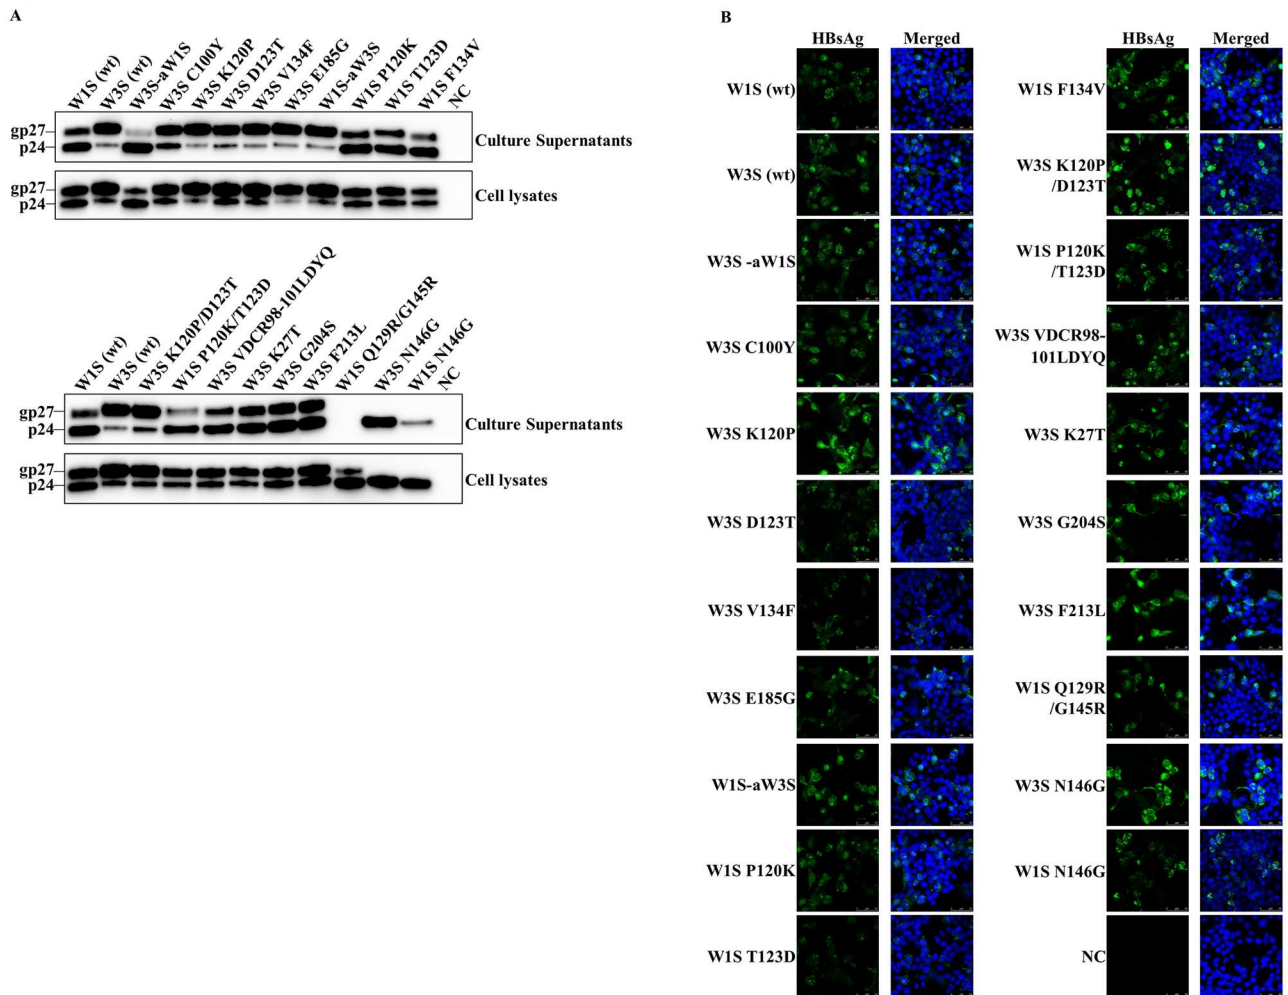 A
W1S (wt)
W3S (wt)
W3S-aW1S
W3S C100Y
W3S K120P
W3S D123T
W3S V134F
W3S E185G
W1S-aW3S
W1S P120K
W1S T123D
W1S F134V
NC
gp27
p24
Culture Supernatants
gp27
p24
Cell lysates
W1S (wt)
W3S (wt)
W3S K120P/D123T
W1S P120K/T123D
W3S VDCR98-101LDYQ
W3S K27T
W3S G204S
W3S F213L
W1S Q129R/G145R
W3S N146G
W1S N146G
NC
gp27
p24
Culture Supernatants
gp27
p24
Cell lysates
B
HBsAg Merged
W1S (wt)
W3S (wt)
W3S -aW1S
W3S C100Y
W3S K120P
W3S D123T
W3S V134F
W3S E185G
W1S-aW3S
W1S P120K
W1S T123D
HBsAg Merged
W1S F134V
W3S K120P
/D123T
W1S P120K
/T123D
W3S VDCR98-
101LDYQ
W3S K27T
W3S G204S
W3S F213L
W1S Q129R
/G145R
W3S N146G
W1S N146G
NC